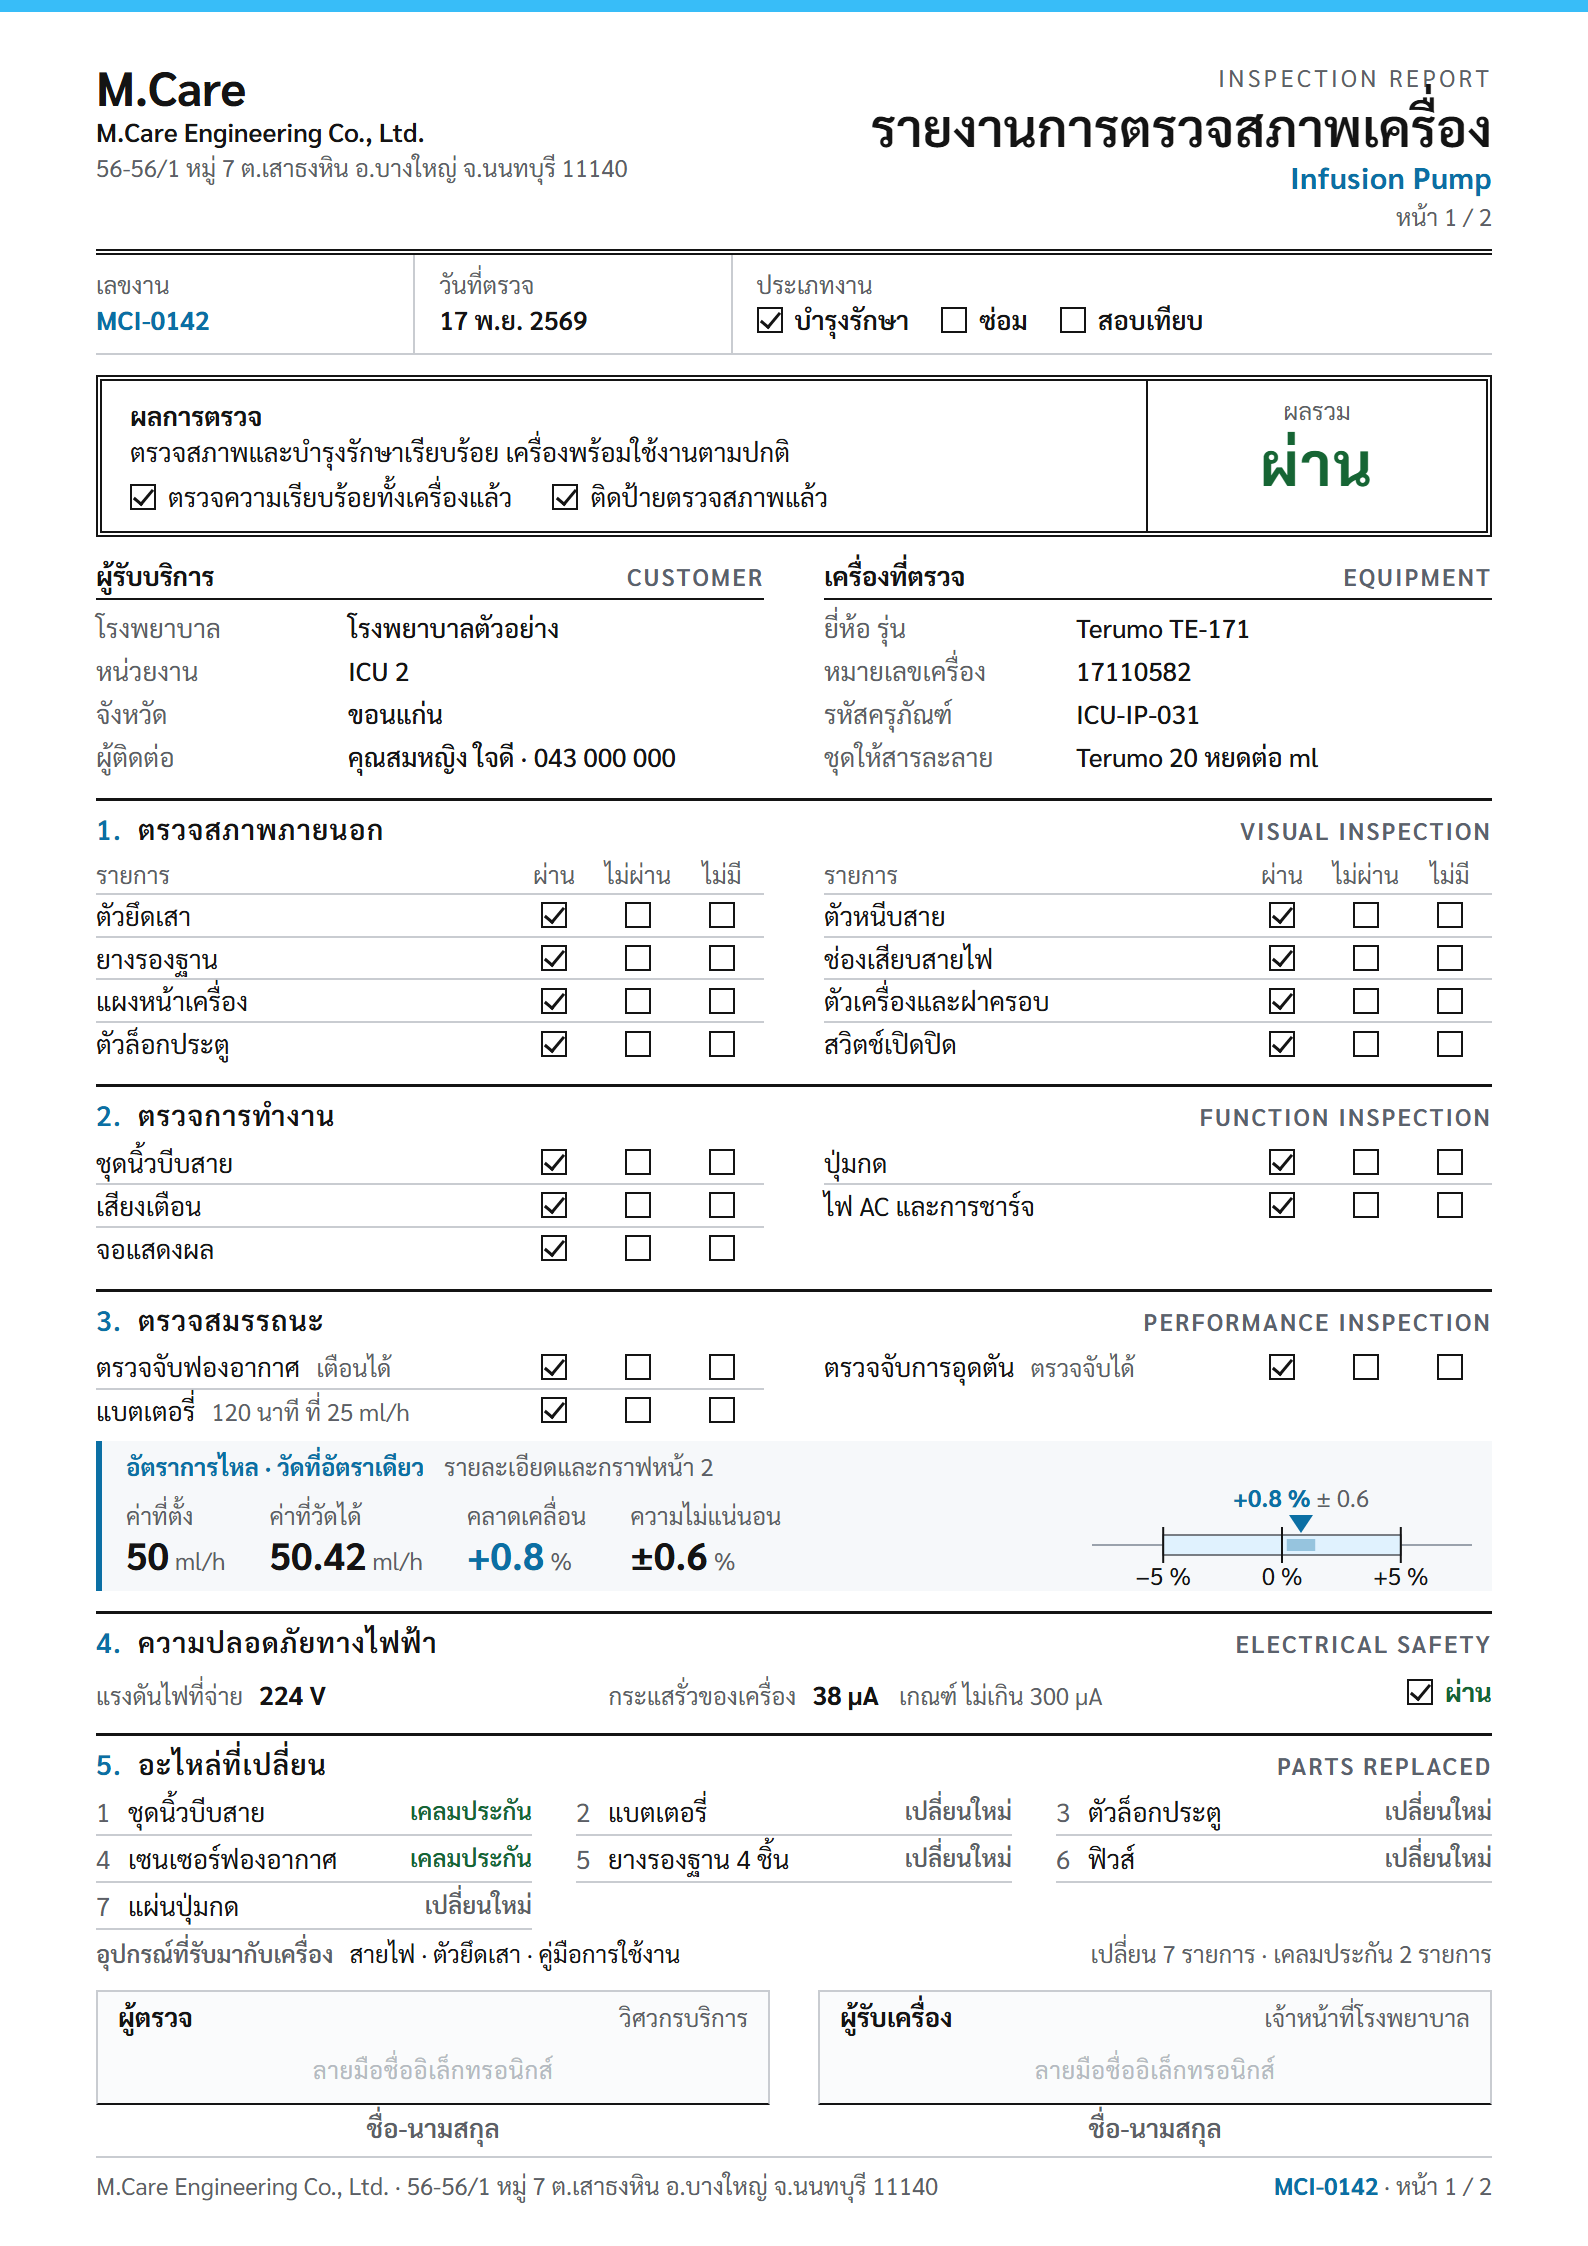 M.Care
M.Care Engineering Co., Ltd.
56-56/1 หมู่ 7 ต.เสาธงหิน อ.บางใหญ่ จ.นนทบุรี 11140
INSPECTION REPORT
รายงานการตรวจสภาพเครื่อง
Infusion Pump
หน้า 1 / 2
เลขงาน
MCI-0142
วันที่ตรวจ
17 พ.ย. 2569
ประเภทงาน
บำรุงรักษา ซ่อม สอบเทียบ
ผลการตรวจ
ตรวจสภาพและบำรุงรักษาเรียบร้อย เครื่องพร้อมใช้งานตามปกติ
ตรวจความเรียบร้อยทั้งเครื่องแล้ว ติดป้ายตรวจสภาพแล้ว
ผลรวม
ผ่าน
ผู้รับบริการ CUSTOMER
โรงพยาบาล โรงพยาบาลตัวอย่าง
หน่วยงาน ICU 2
จังหวัด ขอนแก่น
ผู้ติดต่อ คุณสมหญิง ใจดี · 043 000 000
เครื่องที่ตรวจ EQUIPMENT
ยี่ห้อ รุ่น Terumo TE-171
หมายเลขเครื่อง 17110582
รหัสครุภัณฑ์ ICU-IP-031
ชุดให้สารละลาย Terumo 20 หยดต่อ ml
1. ตรวจสภาพภายนอก VISUAL INSPECTION
รายการ ผ่าน ไม่ผ่าน ไม่มี
ตัวยึดเสา
ยางรองฐาน
แผงหน้าเครื่อง
ตัวล็อกประตู
รายการ ผ่าน ไม่ผ่าน ไม่มี
ตัวหนีบสาย
ช่องเสียบสายไฟ
ตัวเครื่องและฝาครอบ
สวิตช์เปิดปิด
2. ตรวจการทำงาน FUNCTION INSPECTION
ชุดนิ้วบีบสาย
เสียงเตือน
จอแสดงผล
ปุ่มกด
ไฟ AC และการชาร์จ
3. ตรวจสมรรถนะ PERFORMANCE INSPECTION
ตรวจจับฟองอากาศ เตือนได้
แบตเตอรี่ 120 นาที ที่ 25 ml/h
ตรวจจับการอุดตัน ตรวจจับได้
อัตราการไหล · วัดที่อัตราเดียว รายละเอียดและกราฟหน้า 2
ค่าที่ตั้ง ค่าที่วัดได้ คลาดเคลื่อน ความไม่แน่นอน
50 ml/h 50.42 ml/h +0.8 % ±0.6 %
+0.8 % ± 0.6
−5 % 0 % +5 %
4. ความปลอดภัยทางไฟฟ้า ELECTRICAL SAFETY
แรงดันไฟที่จ่าย 224 V กระแสรั่วของเครื่อง 38 µA เกณฑ์ ไม่เกิน 300 µA ผ่าน
5. อะไหล่ที่เปลี่ยน PARTS REPLACED
1 ชุดนิ้วบีบสาย เคลมประกัน 2 แบตเตอรี่ เปลี่ยนใหม่ 3 ตัวล็อกประตู เปลี่ยนใหม่
4 เซนเซอร์ฟองอากาศ เคลมประกัน 5 ยางรองฐาน 4 ชิ้น เปลี่ยนใหม่ 6 ฟิวส์ เปลี่ยนใหม่
7 แผ่นปุ่มกด เปลี่ยนใหม่
อุปกรณ์ที่รับมากับเครื่อง สายไฟ · ตัวยึดเสา · คู่มือการใช้งาน เปลี่ยน 7 รายการ · เคลมประกัน 2 รายการ
ผู้ตรวจ วิศวกรบริการ
ลายมือชื่ออิเล็กทรอนิกส์
ชื่อ-นามสกุล
ผู้รับเครื่อง เจ้าหน้าที่โรงพยาบาล
ลายมือชื่ออิเล็กทรอนิกส์
ชื่อ-นามสกุล
M.Care Engineering Co., Ltd. · 56-56/1 หมู่ 7 ต.เสาธงหิน อ.บางใหญ่ จ.นนทบุรี 11140 MCI-0142 · หน้า 1 / 2